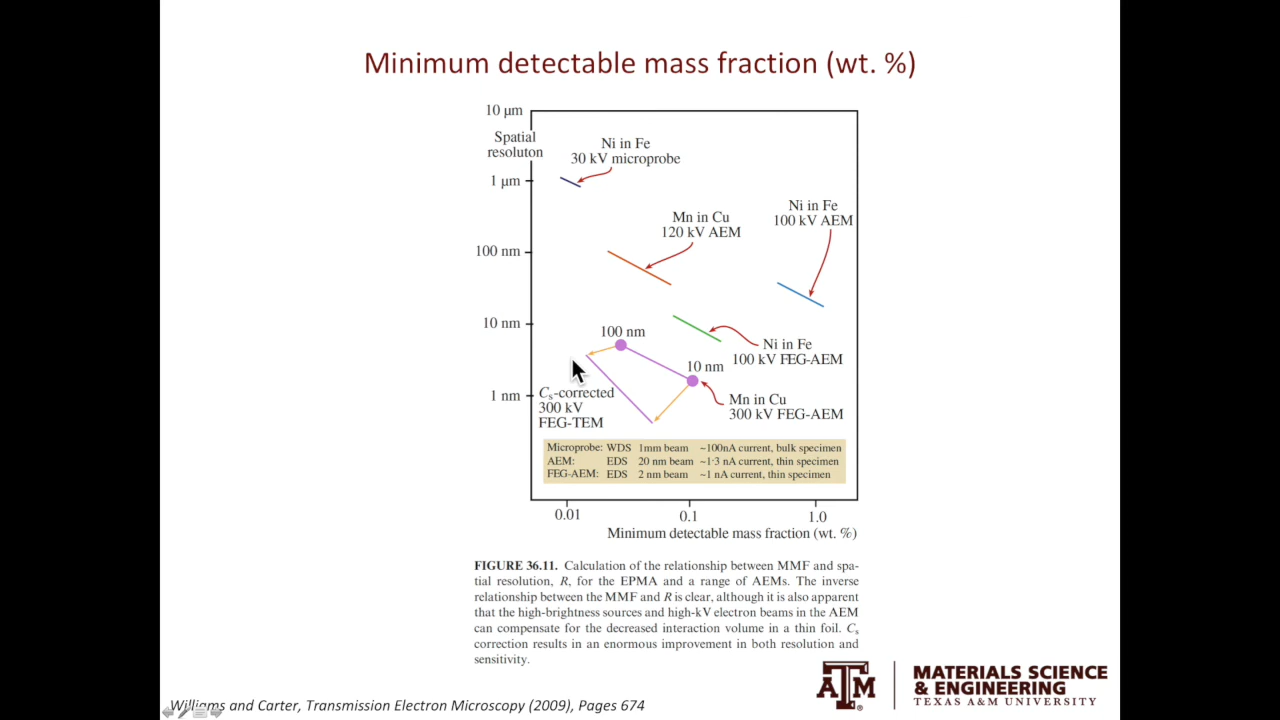 Minimum detectable mass fraction (wt. %)
10 μm
Spatial
resoluton
Ni in Fe
30 kV microprobe
1 μm
Ni in Fe
100 kV AEM
Mn in Cu
120 kV AEM
100 nm
10 nm
100 nm
Ni in Fe
100 kV FEG-AEM
10 nm
1 nm
Cs-corrected
300 kV
FEG-TEM
Mn in Cu
300 kV FEG-AEM
Microprobe: WDS 1mm beam ~100nA current, bulk specimen
AEM: EDS 20 nm beam ~1·3 nA current, thin specimen
FEG-AEM: EDS 2 nm beam ~1 nA current, thin specimen
0.01 0.1 1.0
Minimum detectable mass fraction (wt. %)
FIGURE 36.11. Calculation of the relationship between MMF and spa-
tial resolution, R, for the EPMA and a range of AEMs. The inverse
relationship between the MMF and R is clear, although it is also apparent
that the high-brightness sources and high-kV electron beams in the AEM
can compensate for the decreased interaction volume in a thin foil. Cs
correction results in an enormous improvement in both resolution and
sensitivity.
ATM
MATERIALS SCIENCE
& ENGINEERING
TEXAS A&M UNIVERSITY
Williams and Carter, Transmission Electron Microscopy (2009), Pages 674